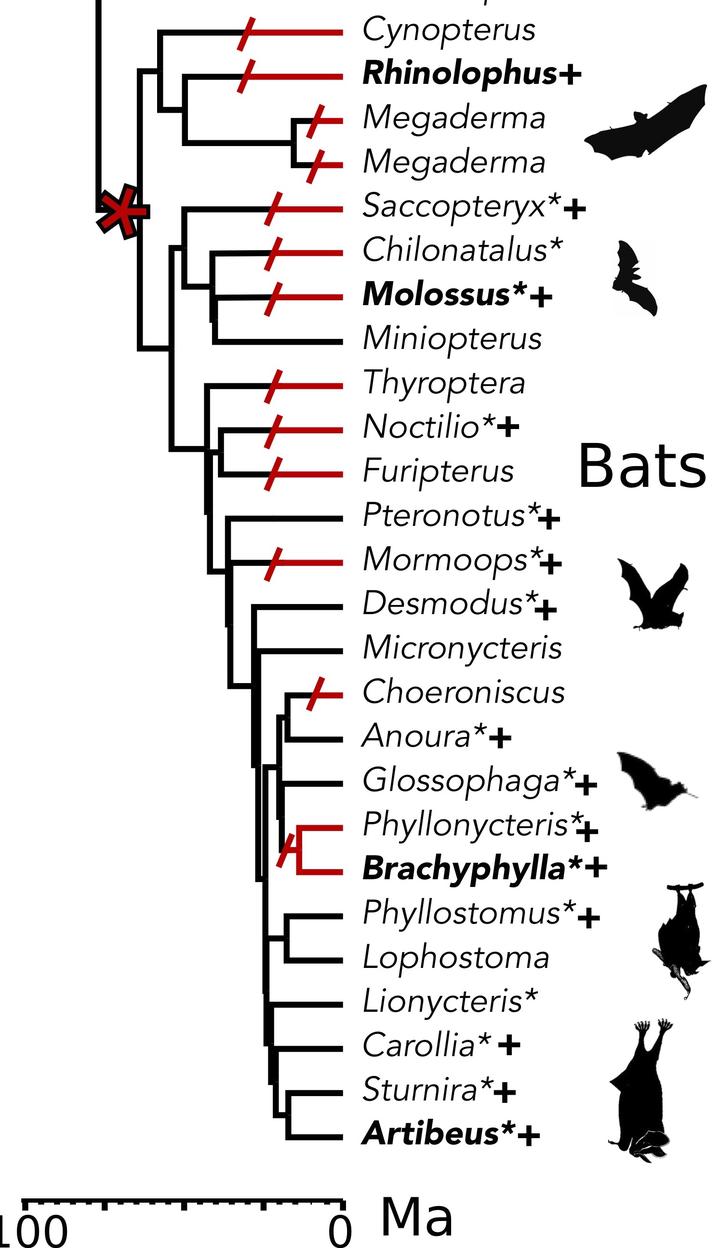 Cynopterus
Rhinolophus+
Megaderma
Megaderma
Saccopteryx*+
Chilonatalus*
Molossus*+
Miniopterus
Thyroptera
Noctilio*+
Furipterus
Bats
Pteronotus*+
Mormoops*+
Desmodus*+
Micronycteris
Choeroniscus
Anoura*+
Glossophaga*+
Phyllonycteris*+
Brachyphylla*+
Phyllostomus*+
Lophostoma
Lionycteris*
Carollia*+
Sturnira*+
Artibeus*+
100 0 Ma